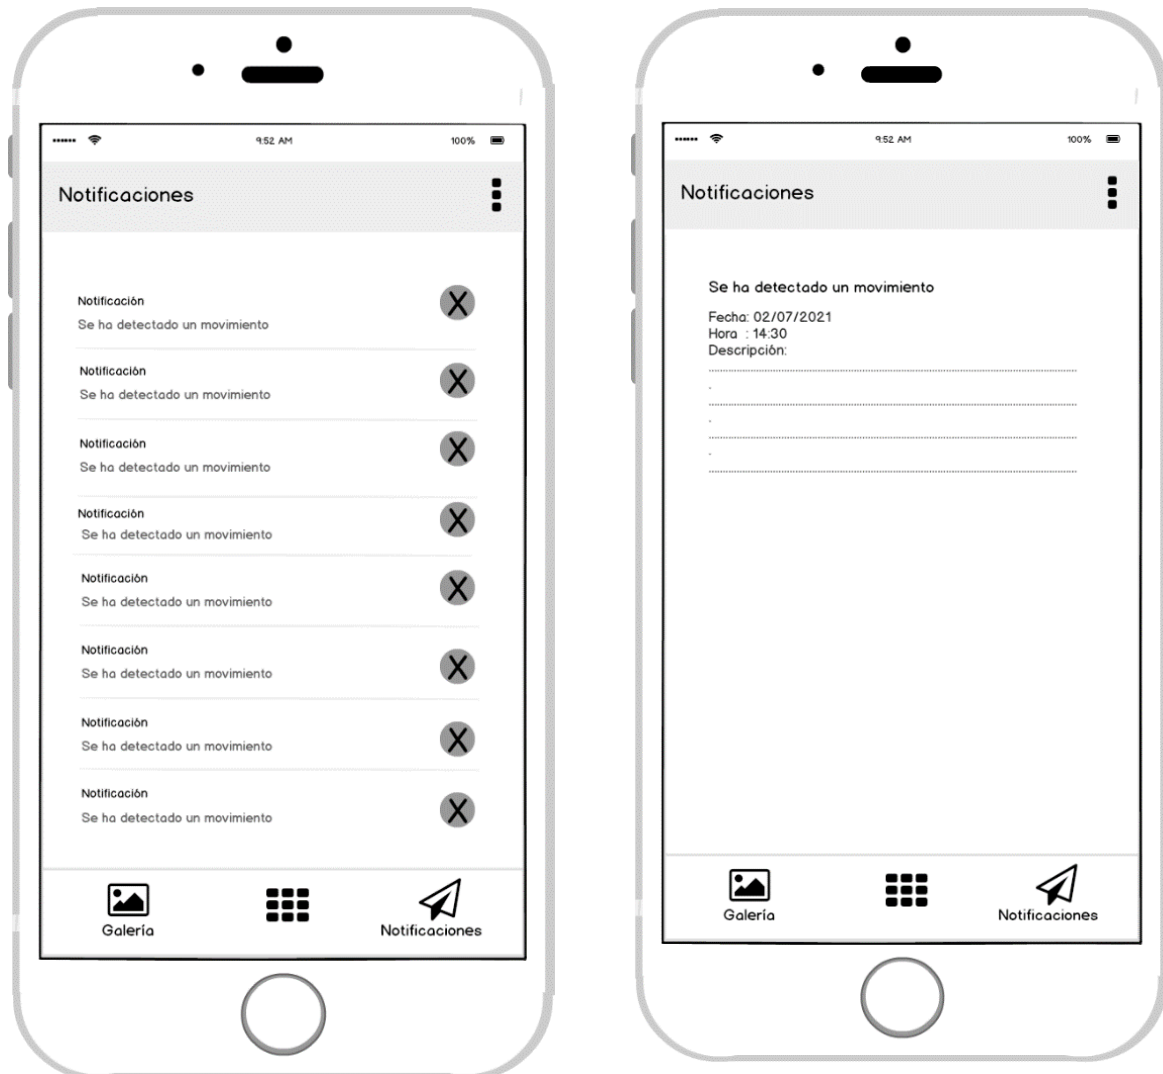 9:52 AM 100%
Notificaciones
Notificación
X
Se ha detectado un movimiento
Notificación
X
Se ha detectado un movimiento
Notificación
X
Se ha detectado un movimiento
Notificación
X
Se ha detectado un movimiento
Notificación
X
Se ha detectado un movimiento
Notificación
X
Se ha detectado un movimiento
Notificación
X
Se ha detectado un movimiento
Notificación
X
Se ha detectado un movimiento
Galería
Notificaciones
9:52 AM 100%
Notificaciones
Se ha detectado un movimiento
Fecha: 02/07/2021
Hora : 14:30
Descripción:
Galería
Notificaciones